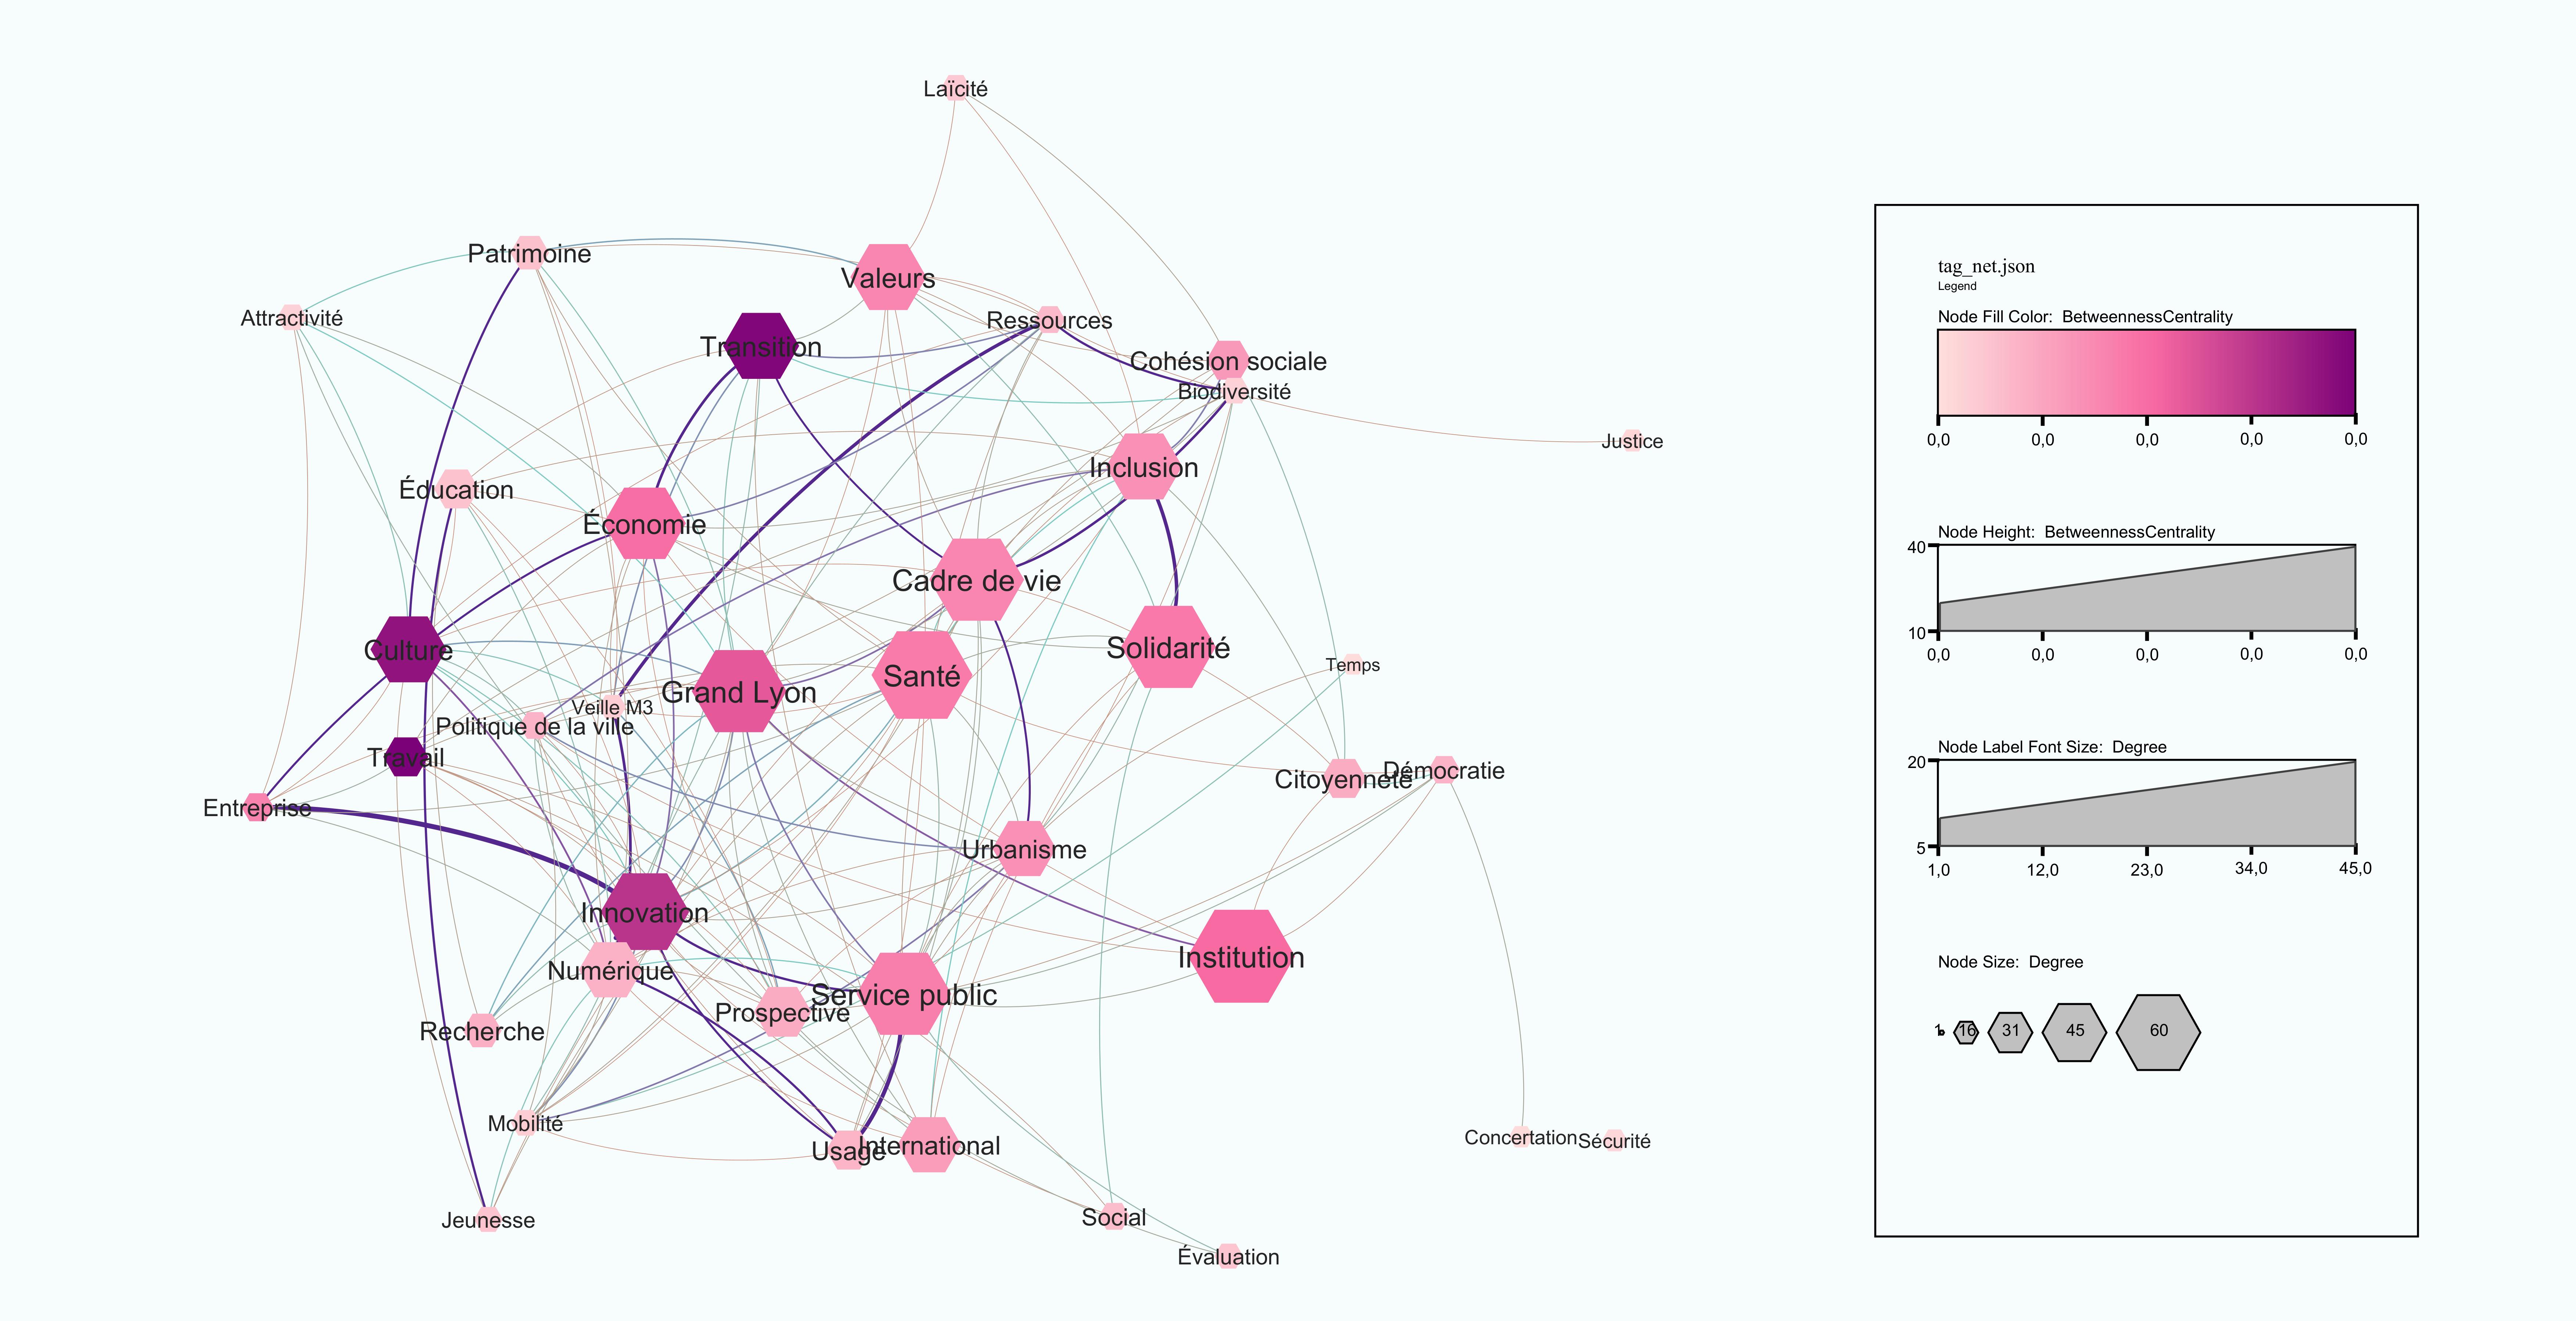 Laïcité
Patrimoine
Valeurs
Attractivité
Ressources
Transition
Cohésion sociale
Biodiversité
Justice
Inclusion
Éducation
Économie
Cadre de vie
Culture
Solidarité
Temps
Santé
Grand Lyon
Veille M3
Politique de la ville
Travail
Démocratie
Citoyenneté
Entreprise
Urbanisme
Innovation
Institution
Numérique
Service public
Prospective
Recherche
Mobilité
Concertation
Sécurité
International
Usage
Jeunesse
Social
Évaluation
tag_net.json
Legend
Node Fill Color: BetweennessCentrality
0,0 0,0 0,0 0,0 0,0
Node Height: BetweennessCentrality
40
10
0,0 0,0 0,0 0,0 0,0
Node Label Font Size: Degree
20
5
1,0 12,0 23,0 34,0 45,0
Node Size: Degree
1 16 31 45 60